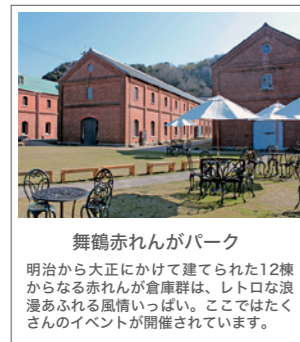 舞鶴赤れんがパーク
明治から大正にかけて建てられた12棟
からなる赤れんが倉庫群は、レトロな浪
漫あふれる風情いっぱい。ここではたく
さんのイベントが開催されています。